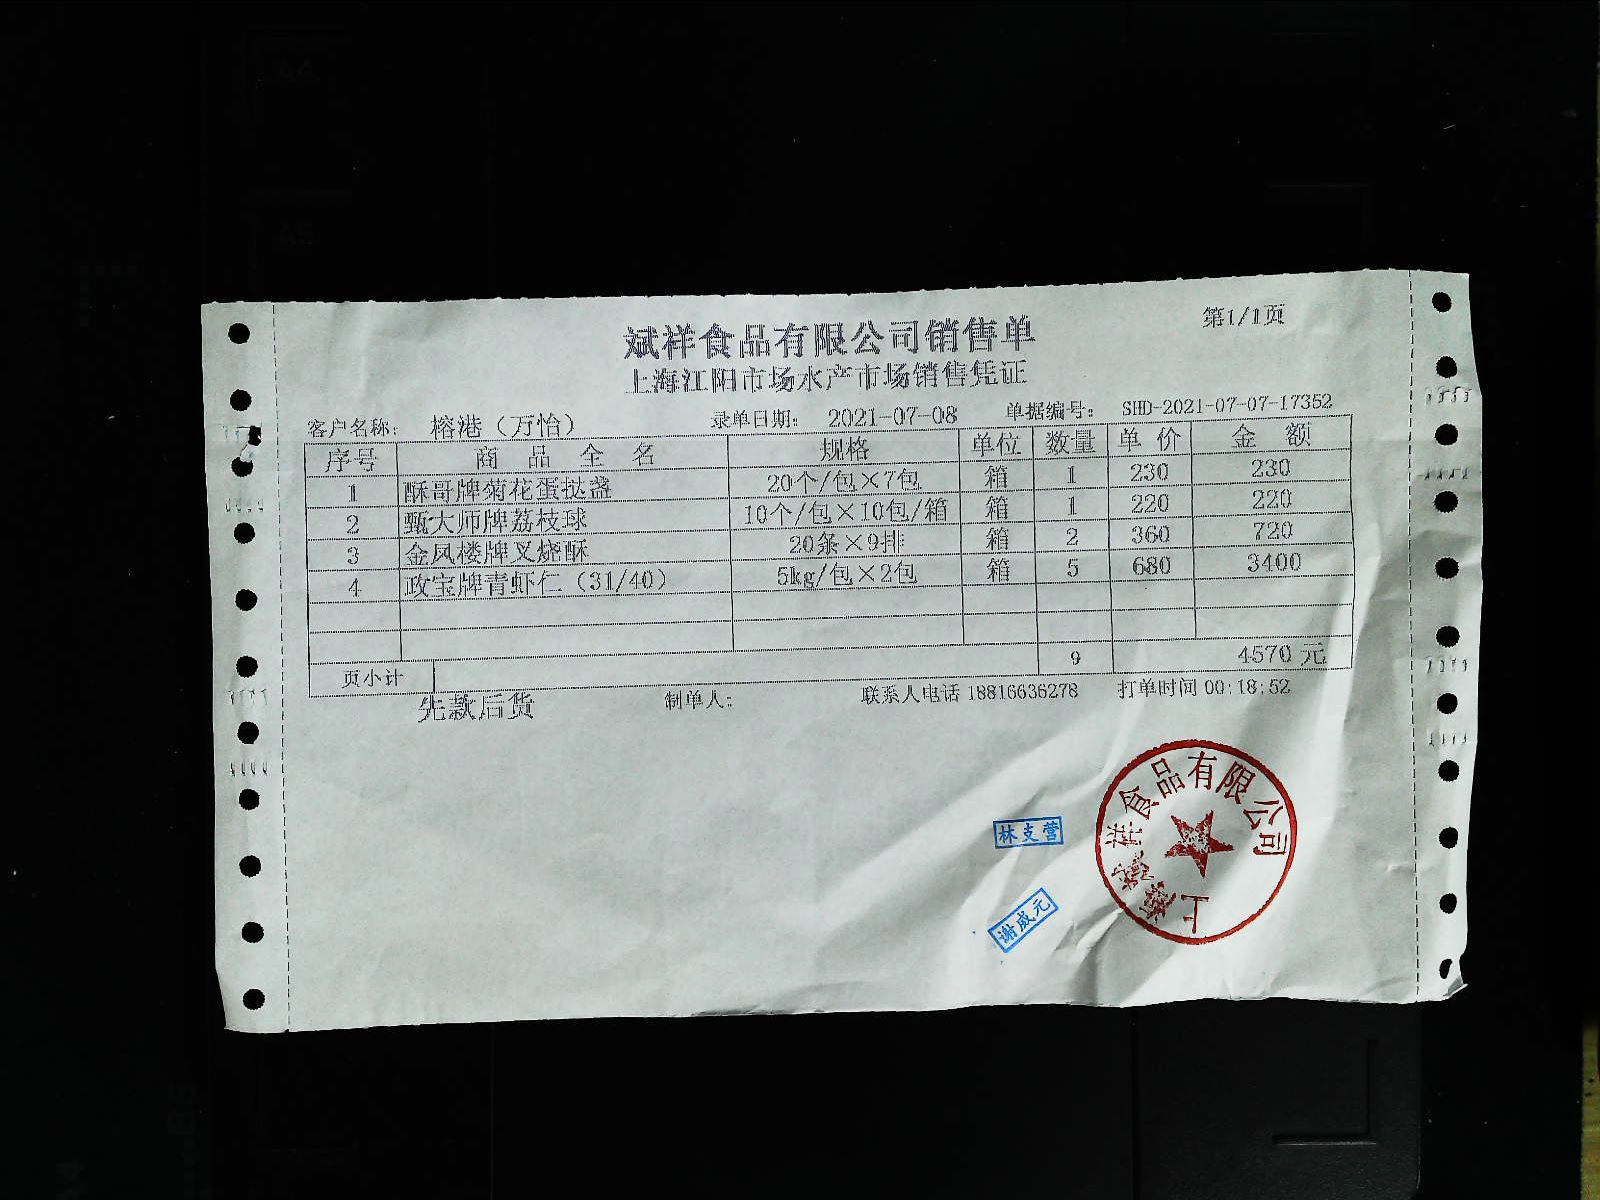 第1/1页
斌祥食品有限公司销售单
上海江阳市场水产市场销售凭证
客户名称: 榕港（万怡） 录单日期: 2021-07-08 单据编号: SHD-2021-07-07-17352
序号 商品全名 规格 单位 数量 单价 金额
1 酥哥牌菊花蛋挞盏 20个/包×7包 箱 1 230 230
2 甄大师牌荔枝球 10个/包×10包/箱 箱 1 220 220
3 金凤楼牌叉烧酥 20条×9排 箱 2 360 720
4 政宝牌青虾仁（31/40） 5kg/包×2包 箱 5 680 3400
页小计 9 4570 元
先款后货 制单人: 联系人电话 18816636278 打单时间 00:18:52
上海斌祥食品有限公司
林支营
谢威元